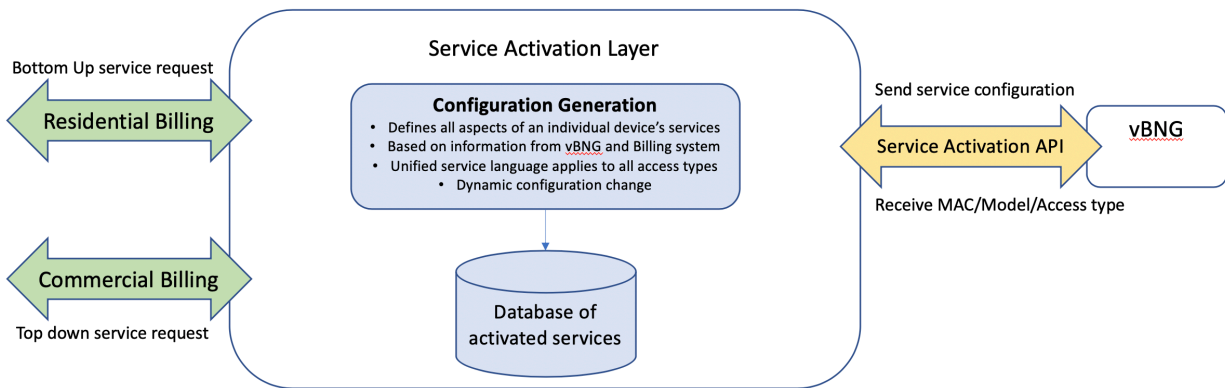 Service Activation Layer
Bottom Up service request
Residential Billing
Configuration Generation
• Defines all aspects of an individual device's services
• Based on information from vBNG and Billing system
• Unified service language applies to all access types
• Dynamic configuration change
Send service configuration
Service Activation API
vBNG
Receive MAC/Model/Access type
Commercial Billing
Top down service request
Database of
activated services